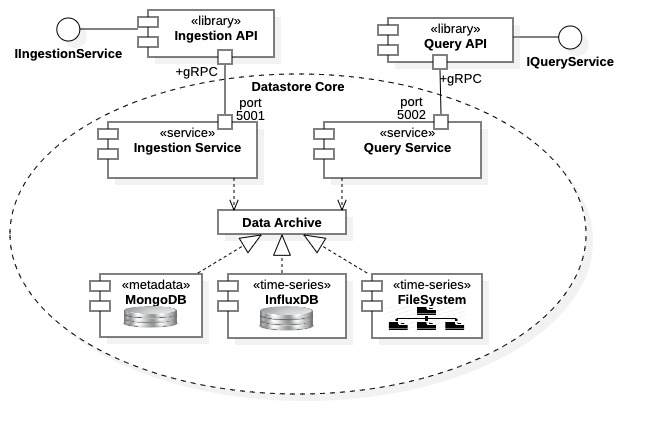 «library»
Ingestion API
IIngestionService
«library»
Query API
IQueryService
+gRPC
+gRPC
Datastore Core
port
5001
port
5002
«service»
Ingestion Service
«service»
Query Service
Data Archive
«metadata»
MongoDB
«time-series»
InfluxDB
«time-series»
FileSystem